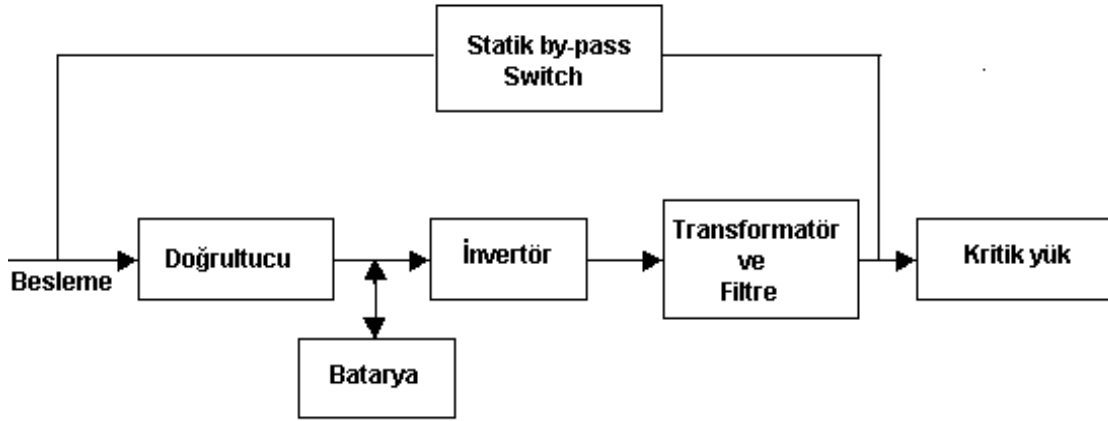 Statik by-pass
Switch
Besleme
Doğrultucu
İnvertör
Transformatör
ve
Filtre
Kritik yük
Batarya